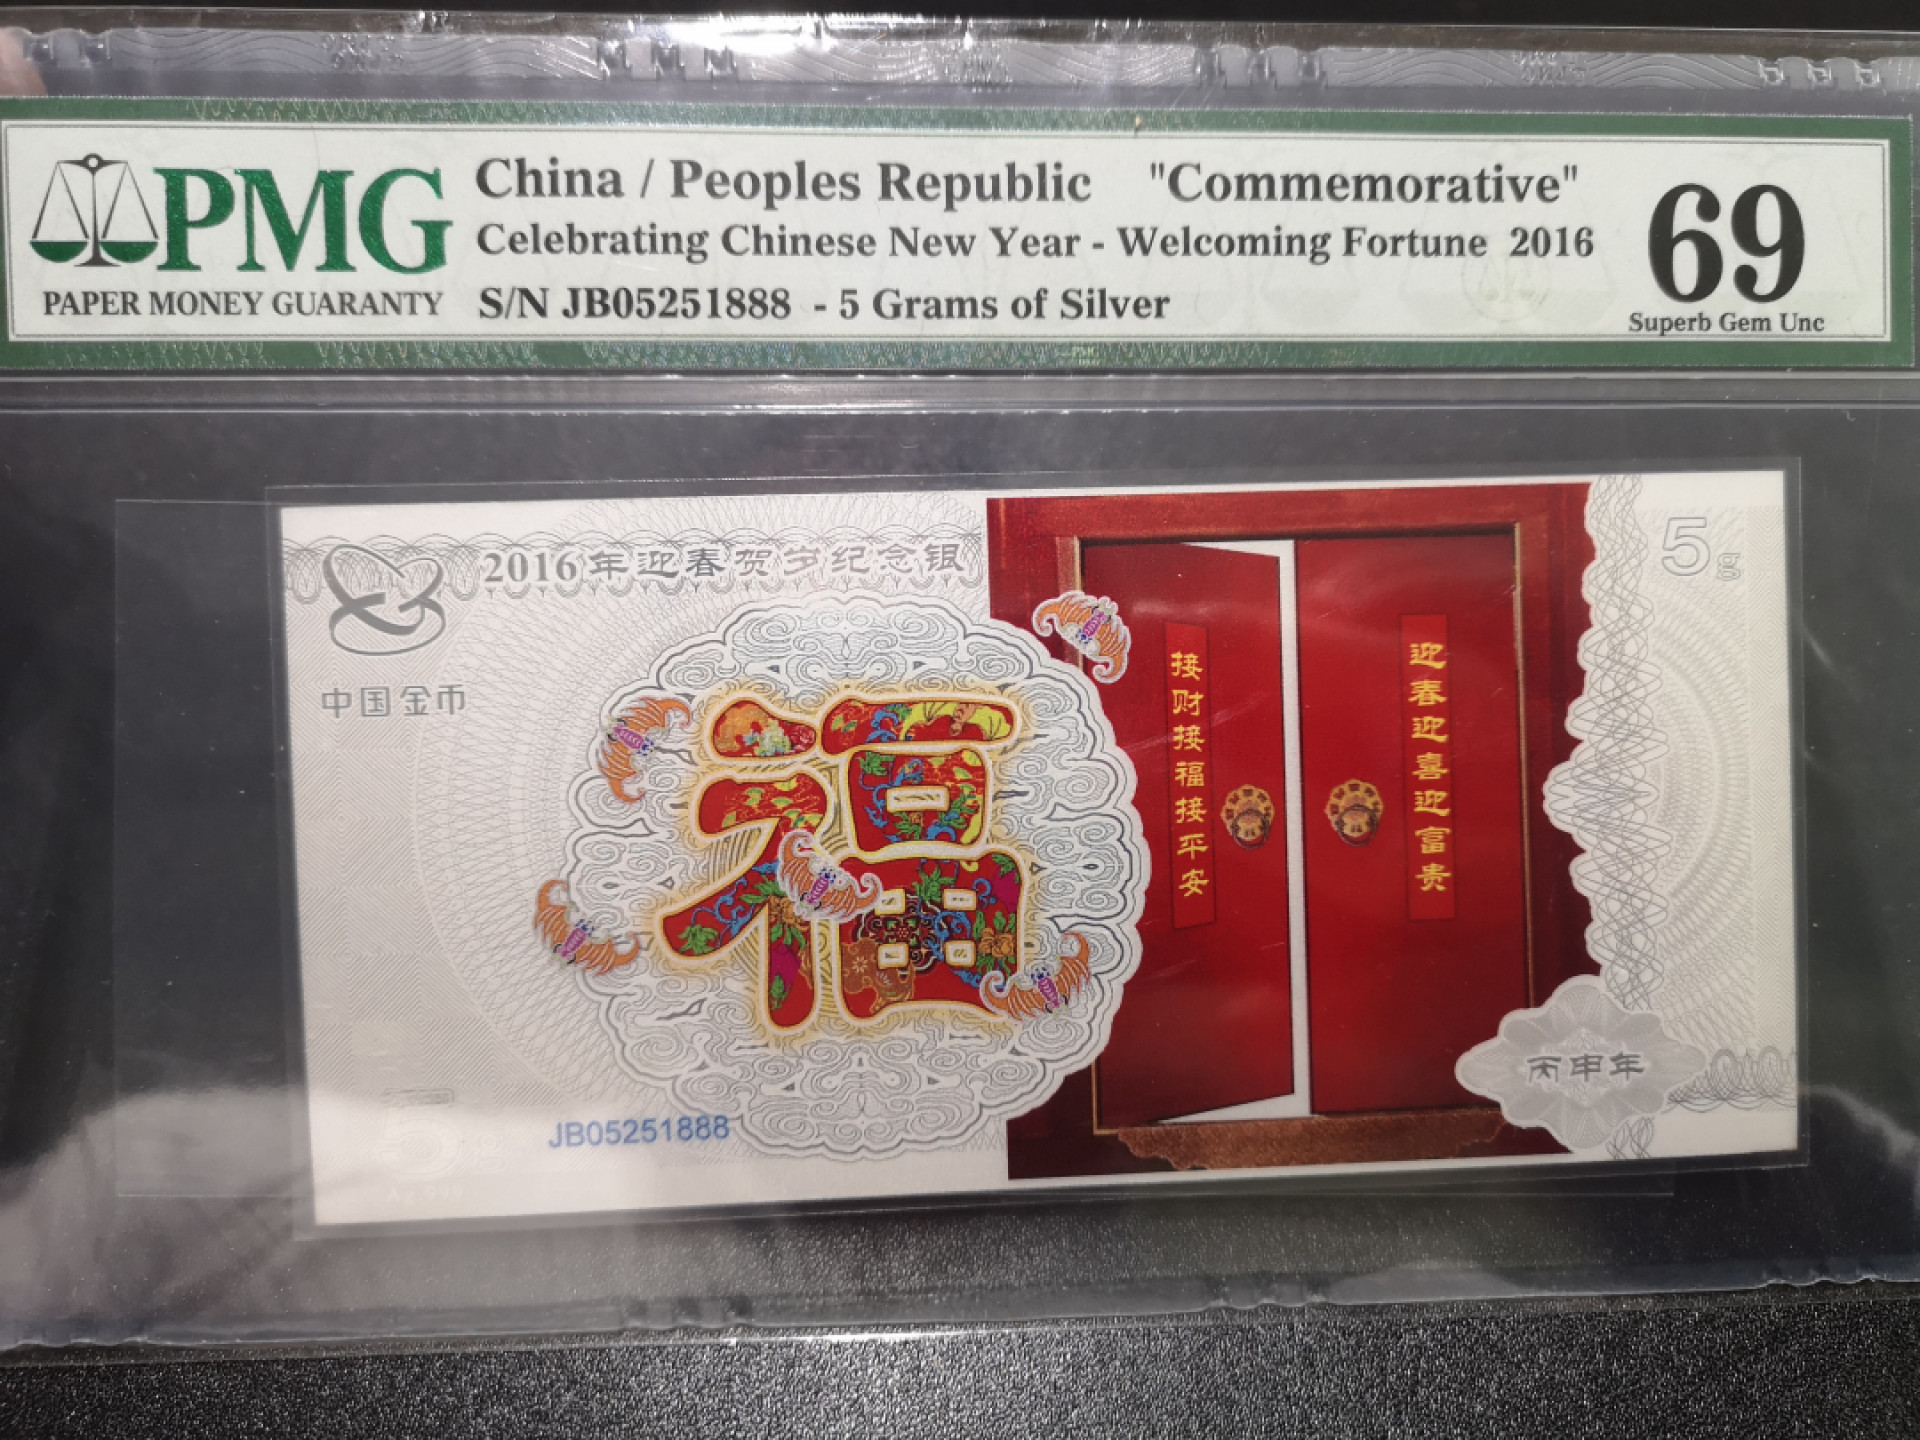 PMG
PAPER MONEY GUARANTY
China / Peoples Republic "Commemorative"
Celebrating Chinese New Year - Welcoming Fortune 2016
S/N JB05251888 - 5 Grams of Silver
69
Superb Gem Unc
2016年迎春贺岁纪念银
中国金币
5g
福
接财接福接平安
迎春迎喜迎富贵
丙申年
5g
Ag 999
JB05251888